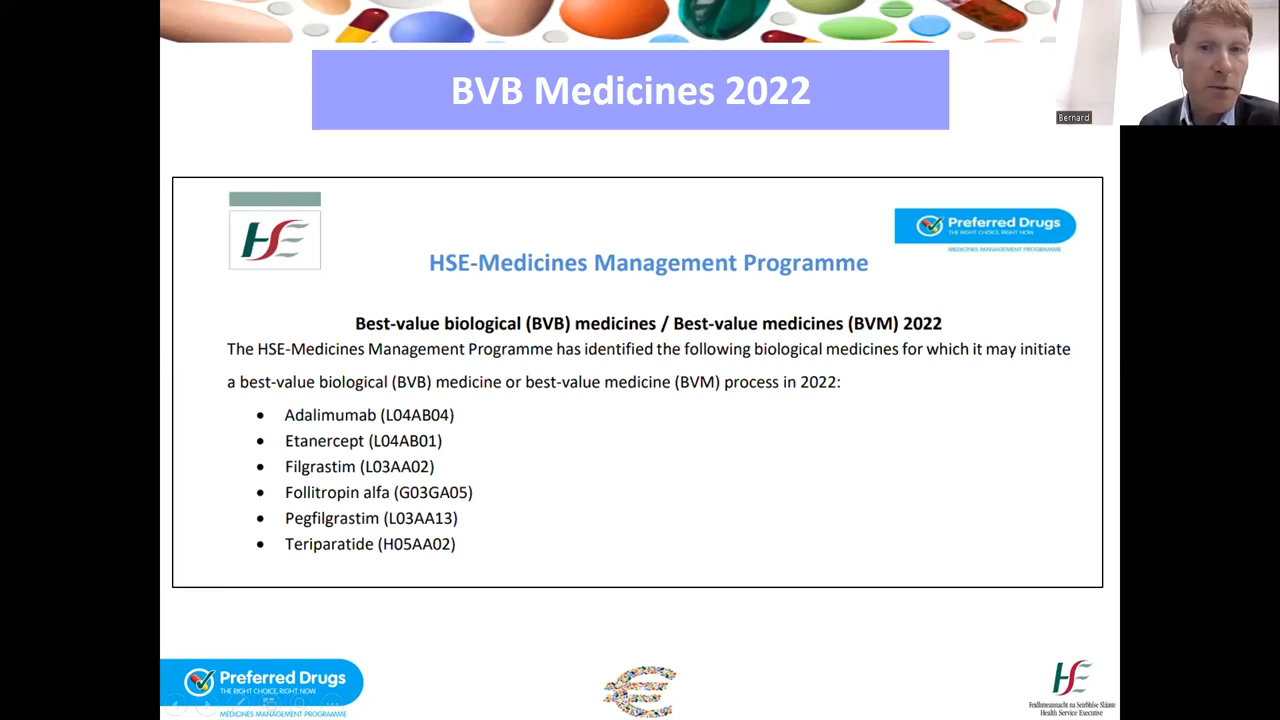 BVB Medicines 2022
Bernard
HSE
Preferred Drugs
THE RIGHT CHOICE, RIGHT NOW
MEDICINES MANAGEMENT PROGRAMME
HSE-Medicines Management Programme
Best-value biological (BVB) medicines / Best-value medicines (BVM) 2022
The HSE-Medicines Management Programme has identified the following biological medicines for which it may initiate
a best-value biological (BVB) medicine or best-value medicine (BVM) process in 2022:
• Adalimumab (L04AB04)
• Etanercept (L04AB01)
• Filgrastim (L03AA02)
• Follitropin alfa (G03GA05)
• Pegfilgrastim (L03AA13)
• Teriparatide (H05AA02)
Preferred Drugs
THE RIGHT CHOICE, RIGHT NOW.
MEDICINES MANAGEMENT PROGRAMME
€
HSE
Feidhmeannacht na Seirbhíse Sláinte
Health Service Executive